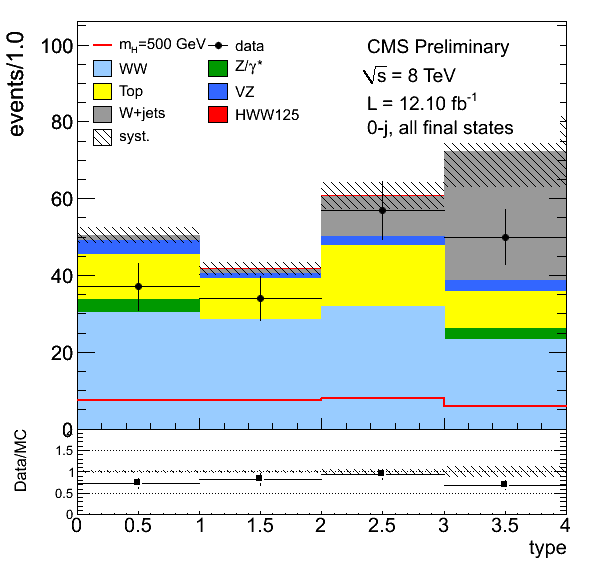 events/1.0
100
80
60
40
20
0
m_H=500 GeV
data
WW
Z/γ*
Top
VZ
W+jets
HWW125
syst.
CMS Preliminary
√s = 8 TeV
L = 12.10 fb⁻¹
0-j, all final states
Data/MC
2
1.5
1
0.5
0
0 0.5 1 1.5 2 2.5 3 3.5 4
type